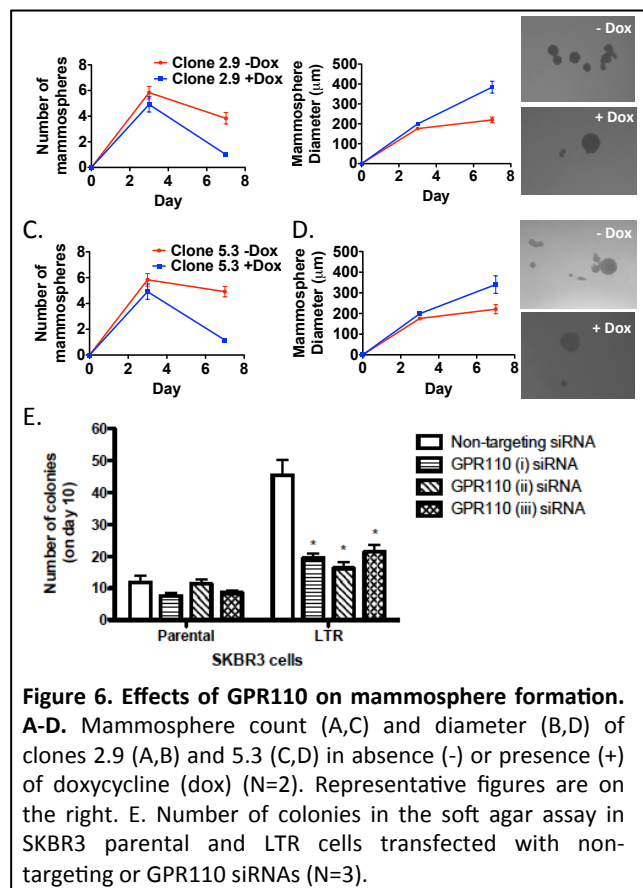 Number of
mammospheres
8
6
4
2
0
0 2 4 6 8
Day
Clone 2.9 -Dox
Clone 2.9 +Dox
Mammosphere
Diameter (µm)
500
400
300
200
100
0
0 2 4 6 8
Day
- Dox
+ Dox
C.
Number of
mammospheres
8
6
4
2
0
0 2 4 6 8
Day
Clone 5.3 -Dox
Clone 5.3 +Dox
D.
Mammosphere
Diameter (µm)
500
400
300
200
100
0
0 2 4 6 8
Day
- Dox
+ Dox
E.
Number of colonies
(on day 10)
60
50
40
30
20
10
0
* * *
Parental LTR
SKBR3 cells
Non-targeting siRNA
GPR110 (i) siRNA
GPR110 (ii) siRNA
GPR110 (iii) siRNA
Figure 6. Effects of GPR110 on mammosphere formation.
A-D. Mammosphere count (A,C) and diameter (B,D) of
clones 2.9 (A,B) and 5.3 (C,D) in absence (-) or presence (+)
of doxycycline (dox) (N=2). Representative figures are on
the right. E. Number of colonies in the soft agar assay in
SKBR3 parental and LTR cells transfected with non-
targeting or GPR110 siRNAs (N=3).